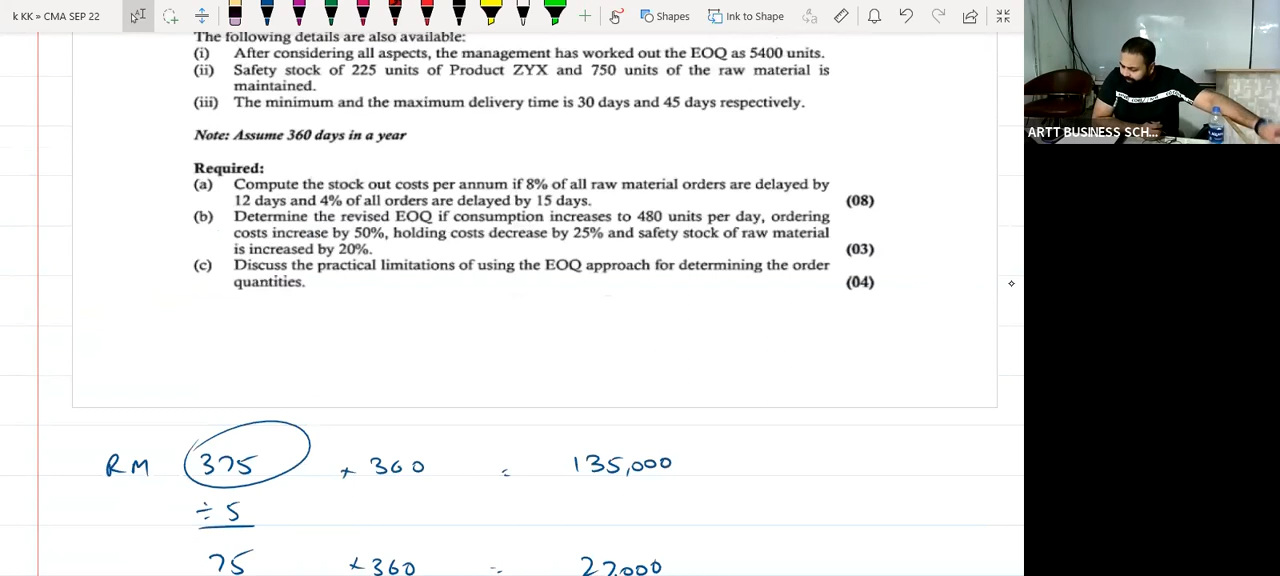 k KK » CMA SEP 22
Shapes
Ink to Shape
The following details are also available:
(i) After considering all aspects, the management has worked out the EOQ as 5400 units.
(ii) Safety stock of 225 units of Product ZYX and 750 units of the raw material is
maintained.
(iii) The minimum and the maximum delivery time is 30 days and 45 days respectively.
ARTT BUSINESS SCH...
Note: Assume 360 days in a year
Required:
(a) Compute the stock out costs per annum if 8% of all raw material orders are delayed by
12 days and 4% of all orders are delayed by 15 days. (08)
(b) Determine the revised EOQ if consumption increases to 480 units per day, ordering
costs increase by 50%, holding costs decrease by 25% and safety stock of raw material
is increased by 20%. (03)
(c) Discuss the practical limitations of using the EOQ approach for determining the order
quantities. (04)
RM 375 × 360 = 135,000
÷ 5
75 × 360 = 27,000